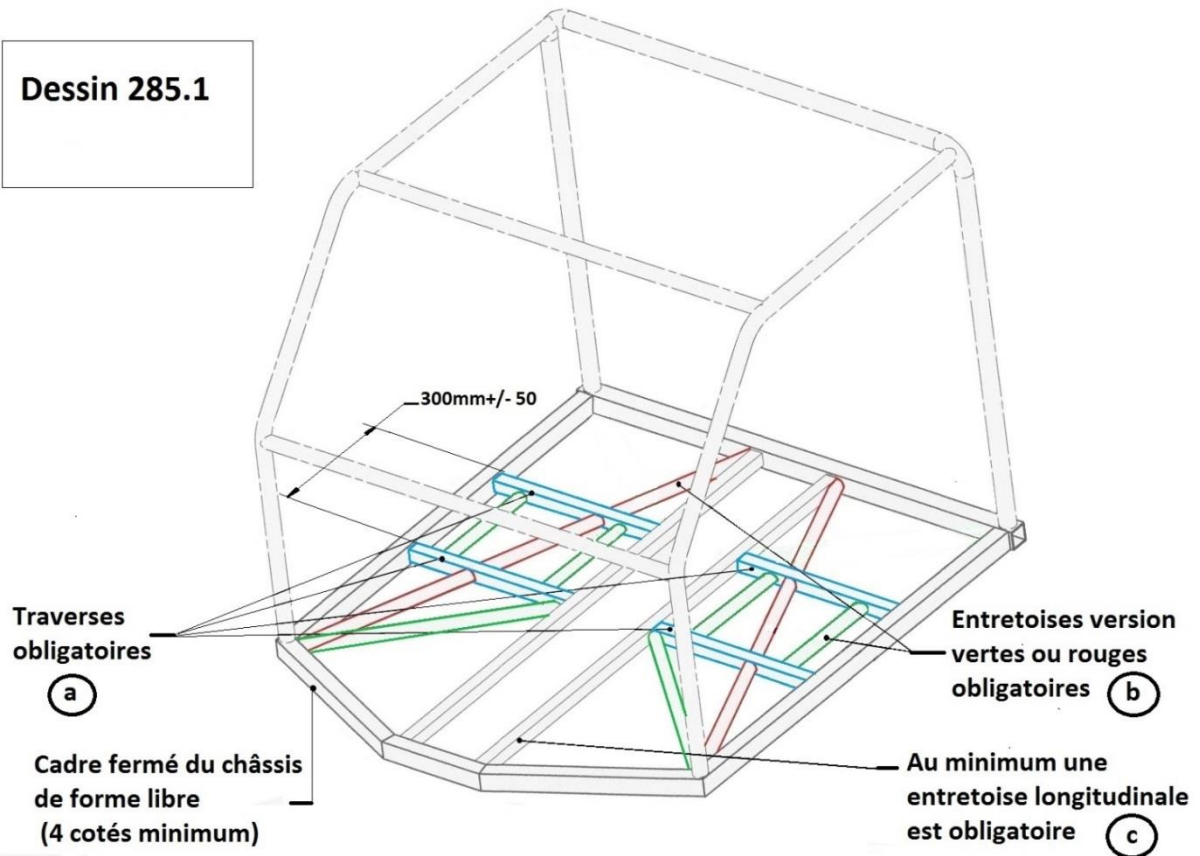 Dessin 285.1
300mm+/- 50
Traverses
obligatoires
a
Cadre fermé du châssis
de forme libre
(4 cotés minimum)
Entretoises version
vertes ou rouges
obligatoires
b
Au minimum une
entretoise longitudinale
est obligatoire
c